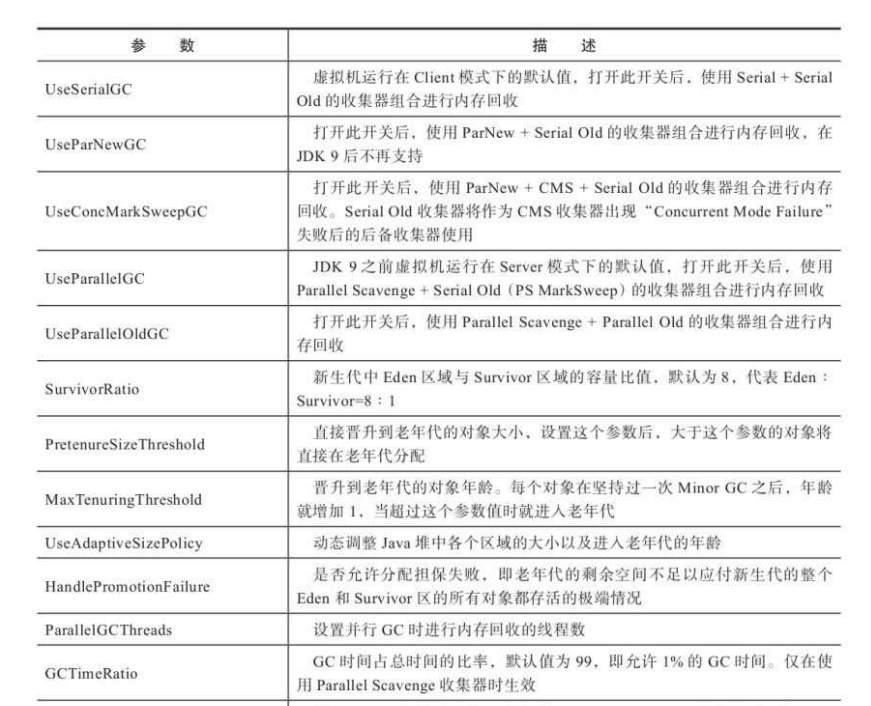 参 数 描 述
UseSerialGC
虚拟机运行在 Client 模式下的默认值，打开此开关后，使用 Serial + Serial
Old 的收集器组合进行内存回收
UseParNewGC
打开此开关后，使用 ParNew + Serial Old 的收集器组合进行内存回收，在
JDK 9 后不再支持
UseConcMarkSweepGC
打开此开关后，使用 ParNew + CMS + Serial Old 的收集器组合进行内存
回收。Serial Old 收集器将作为 CMS 收集器出现“Concurrent Mode Failure”
失败后的后备收集器使用
UseParallelGC
JDK 9 之前虚拟机运行在 Server 模式下的默认值，打开此开关后，使用
Parallel Scavenge + Serial Old（PS MarkSweep）的收集器组合进行内存回收
UseParallelOldGC
打开此开关后，使用 Parallel Scavenge + Parallel Old 的收集器组合进行内
存回收
SurvivorRatio
新生代中 Eden 区域与 Survivor 区域的容量比值，默认为 8，代表 Eden：
Survivor=8：1
PretenureSizeThreshold
直接晋升到老年代的对象大小，设置这个参数后，大于这个参数的对象将
直接在老年代分配
MaxTenuringThreshold
晋升到老年代的对象年龄。每个对象在坚持过一次 Minor GC 之后，年龄
就增加 1，当超过这个参数值时就进入老年代
UseAdaptiveSizePolicy
动态调整 Java 堆中各个区域的大小以及进入老年代的年龄
HandlePromotionFailure
是否允许分配担保失败，即老年代的剩余空间不足以应付新生代的整个
Eden 和 Survivor 区的所有对象都存活的极端情况
ParallelGCThreads
设置并行 GC 时进行内存回收的线程数
GCTimeRatio
GC 时间占总时间的比率，默认值为 99，即允许 1% 的 GC 时间。仅在使
用 Parallel Scavenge 收集器时生效